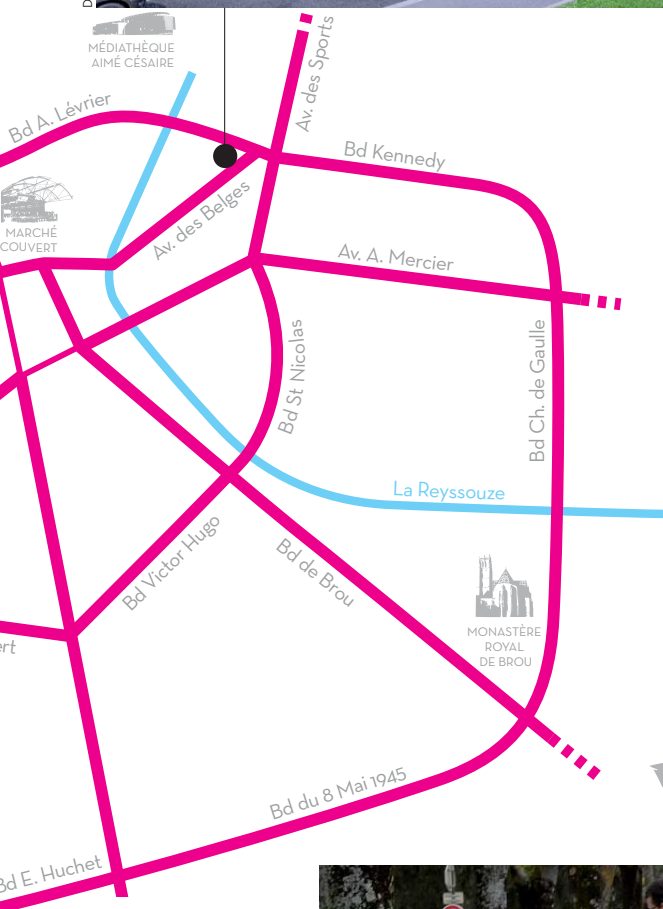 D
MÉDIATHÈQUE
AIMÉ CÉSAIRE
Av. des Sports
Bd A. Lévrier
Bd Kennedy
MARCHÉ
COUVERT
Av. des Belges
Av. A. Mercier
Bd St Nicolas
Bd Ch. de Gaulle
La Reyssouze
Bd Victor Hugo
Bd de Brou
MONASTÈRE
ROYAL
DE BROU
ert
Bd du 8 Mai 1945
Bd E. Huchet